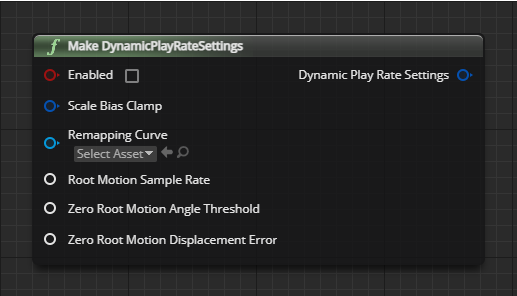 f Make DynamicPlayRateSettings
Enabled Dynamic Play Rate Settings
Scale Bias Clamp
Remapping Curve
Select Asset
Root Motion Sample Rate
Zero Root Motion Angle Threshold
Zero Root Motion Displacement Error